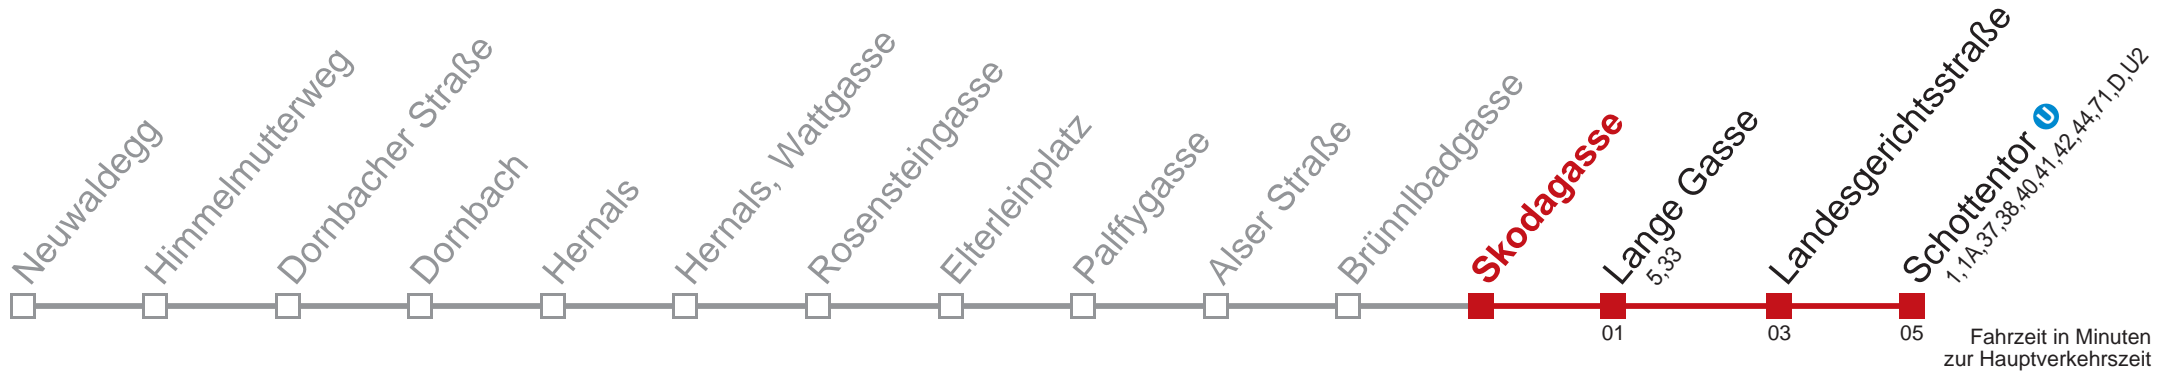 Neuwaldegg
Himmelmutterweg
Dornbacher Straße
Dornbach
Hernals
Hernals, Wattgasse
Rosensteingasse
Elterleinplatz
Palffygasse
Alser Straße
Brünnlbadgasse
Skodagasse
Lange Gasse
5,33
Landesgerichtsstraße
Schottentor U
1,1A,37,38,40,41,42,44,71,D,U2
01
03
05
Fahrzeit in Minuten
zur Hauptverkehrszeit